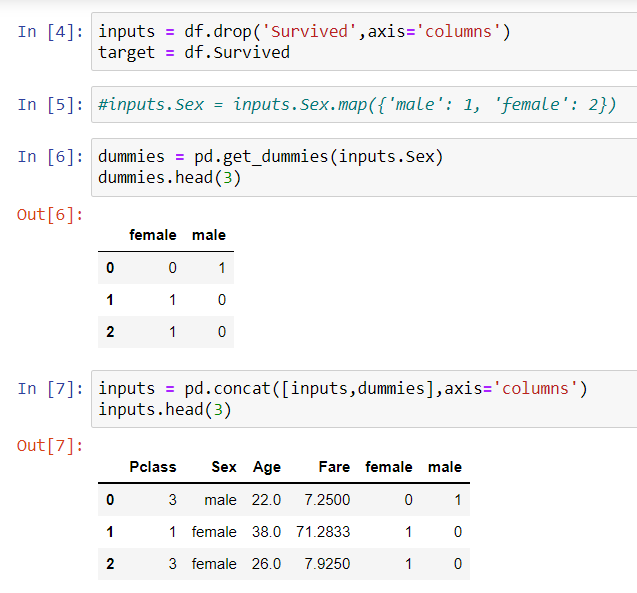 In [4]: inputs = df.drop('Survived',axis='columns')
target = df.Survived
In [5]: #inputs.Sex = inputs.Sex.map({'male': 1, 'female': 2})
In [6]: dummies = pd.get_dummies(inputs.Sex)
dummies.head(3)
Out[6]:
female male
0 0 1
1 1 0
2 1 0
In [7]: inputs = pd.concat([inputs,dummies],axis='columns')
inputs.head(3)
Out[7]:
Pclass Sex Age Fare female male
0 3 male 22.0 7.2500 0 1
1 1 female 38.0 71.2833 1 0
2 3 female 26.0 7.9250 1 0